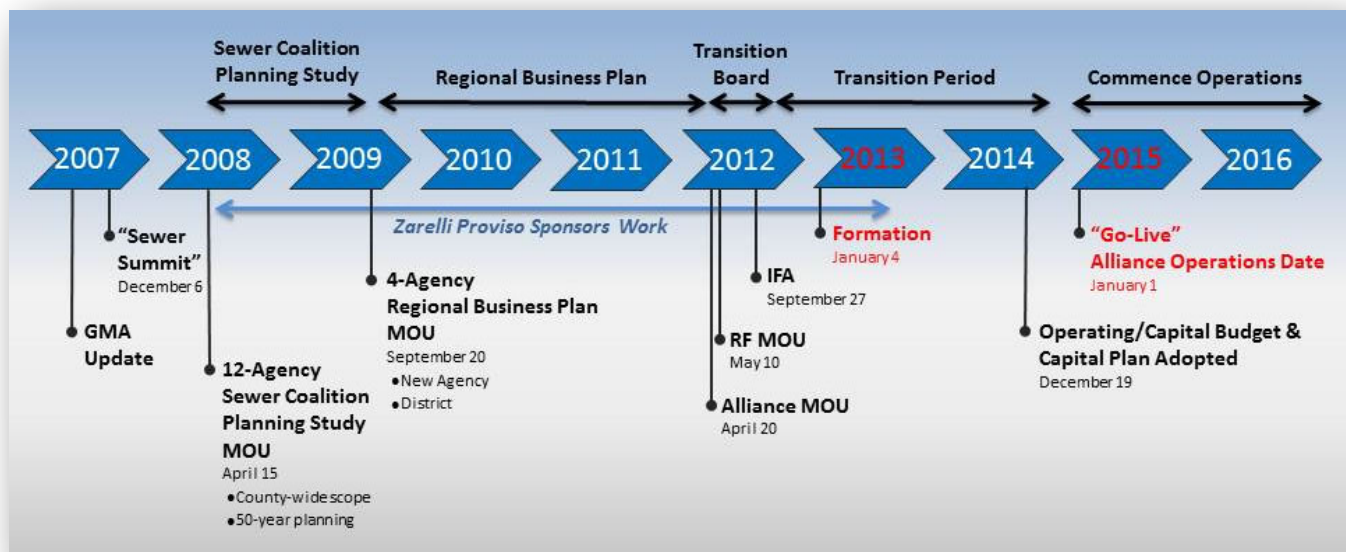 Sewer Coalition
Planning Study
Regional Business Plan
Transition
Board
Transition Period
Commence Operations
2007
2008
2009
2010
2011
2012
2013
2014
2015
2016
Zarelli Proviso Sponsors Work
"Sewer
Summit"
December 6
GMA
Update
12-Agency
Sewer Coalition
Planning Study
MOU
April 15
•County-wide scope
•50-year planning
4-Agency
Regional Business Plan
MOU
September 20
•New Agency
•District
Alliance MOU
April 20
RF MOU
May 10
IFA
September 27
Formation
January 4
Operating/Capital Budget &
Capital Plan Adopted
December 19
"Go-Live"
Alliance Operations Date
January 1